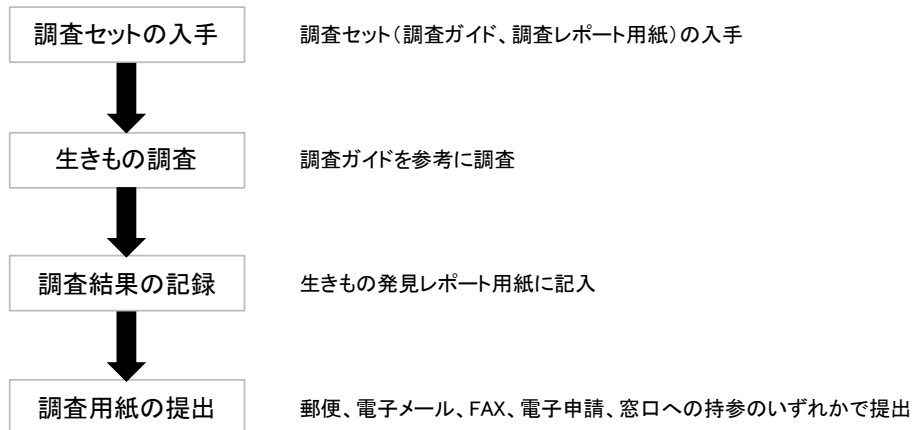 調査セットの入手 調査セット(調査ガイド、調査レポート用紙)の入手
生きもの調査 調査ガイドを参考に調査
調査結果の記録 生きもの発見レポート用紙に記入
調査用紙の提出 郵便、電子メール、FAX、電子申請、窓口への持参のいずれかで提出